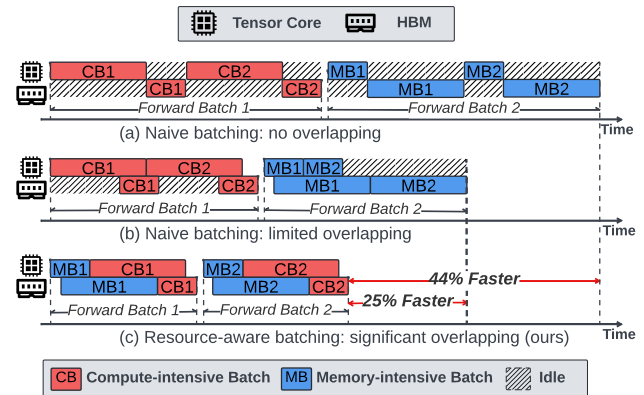 Tensor Core HBM
CB1 CB2 MB1 MB2
CB1 CB2 MB1 MB2
Forward Batch 1 Forward Batch 2
(a) Naive batching: no overlapping
Time
CB1 CB2 MB1 MB2
CB1 CB2 MB1 MB2
Forward Batch 1 Forward Batch 2
(b) Naive batching: limited overlapping
Time
MB1 CB1 MB2 CB2
MB1 CB1 MB2 CB2
44% Faster
25% Faster
Forward Batch 1 Forward Batch 2
(c) Resource-aware batching: significant overlapping (ours)
Time
CB Compute-intensive Batch MB Memory-intensive Batch Idle